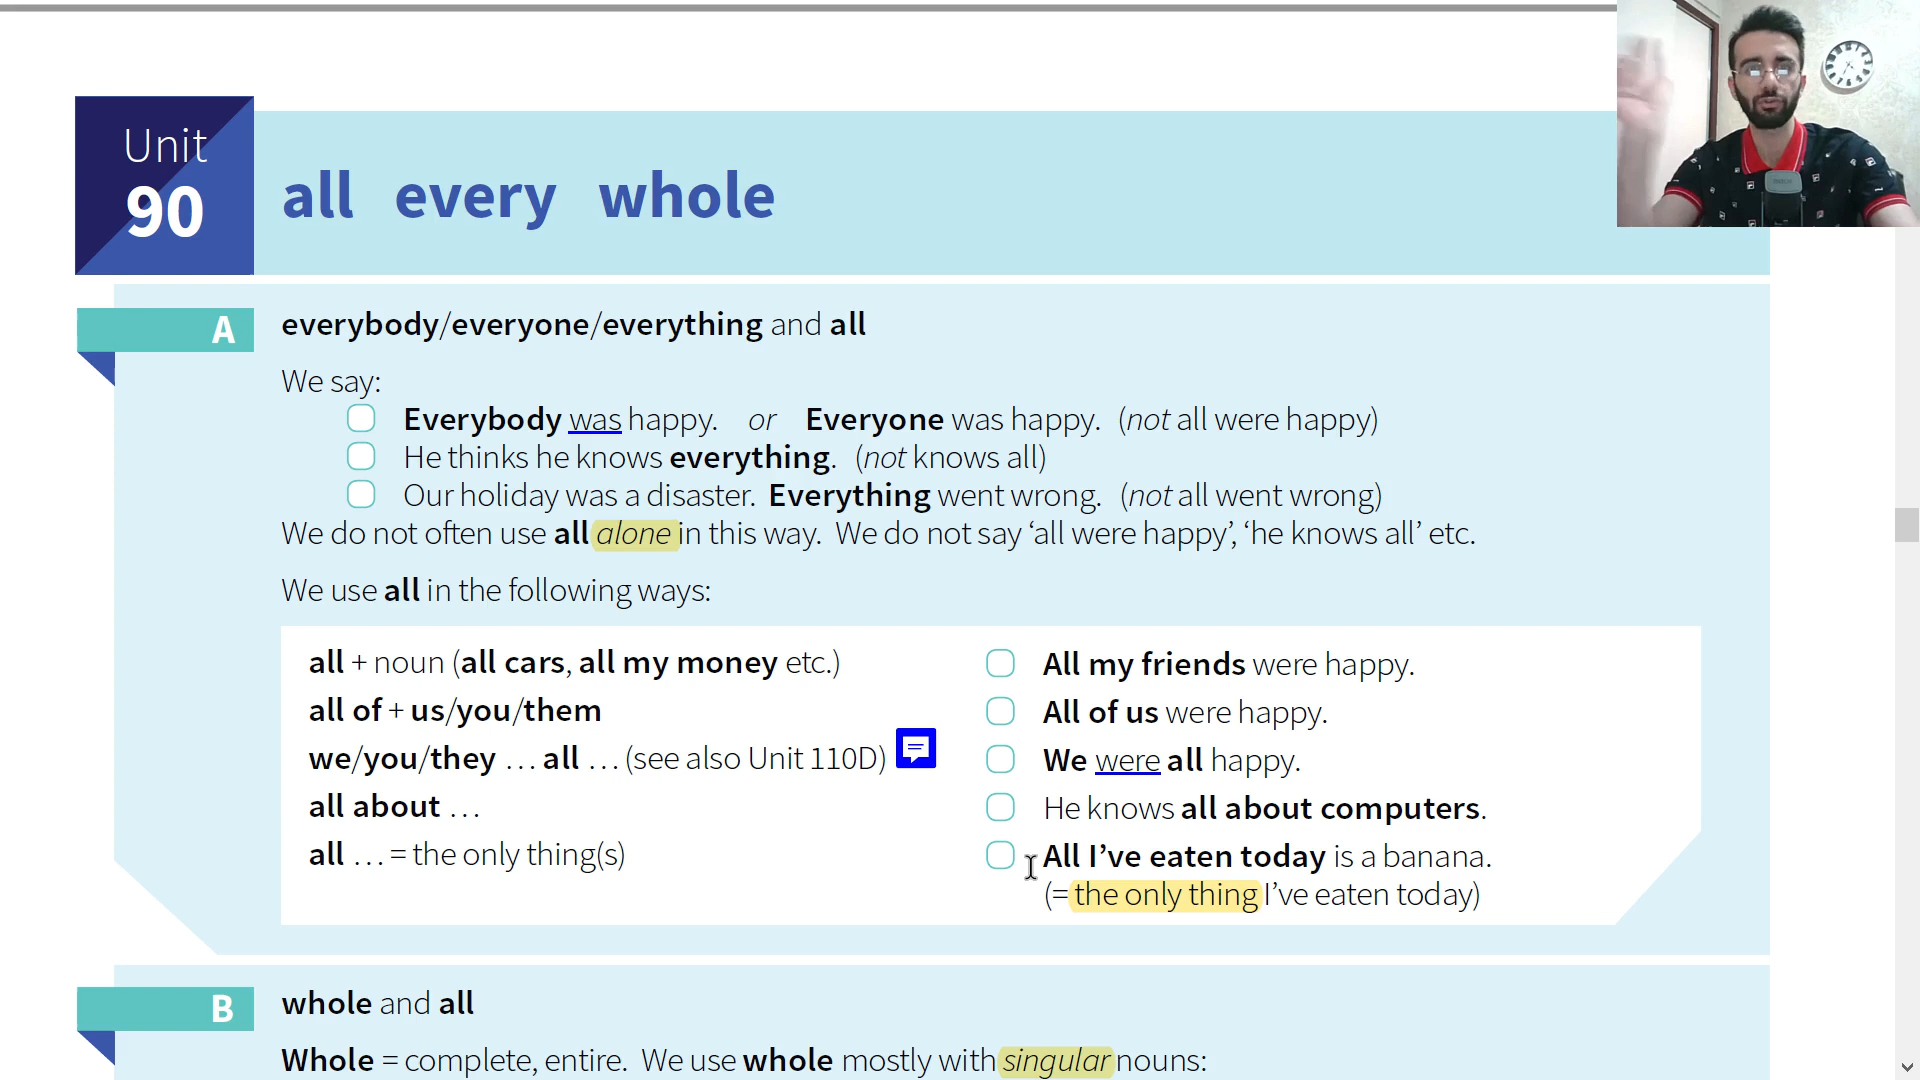 Unit
90
all every whole
A
everybody/everyone/everything and all
We say:
Everybody was happy. or Everyone was happy. (not all were happy)
He thinks he knows everything. (not knows all)
Our holiday was a disaster. Everything went wrong. (not all went wrong)
We do not often use all alone in this way. We do not say ‘all were happy’, ‘he knows all’ etc.
We use all in the following ways:
all + noun (all cars, all my money etc.)
all of + us/you/them
we/you/they … all … (see also Unit 110D)
all about …
all … = the only thing(s)
All my friends were happy.
All of us were happy.
We were all happy.
He knows all about computers.
All I’ve eaten today is a banana.
(= the only thing I’ve eaten today)
B
whole and all
Whole = complete, entire. We use whole mostly with singular nouns: